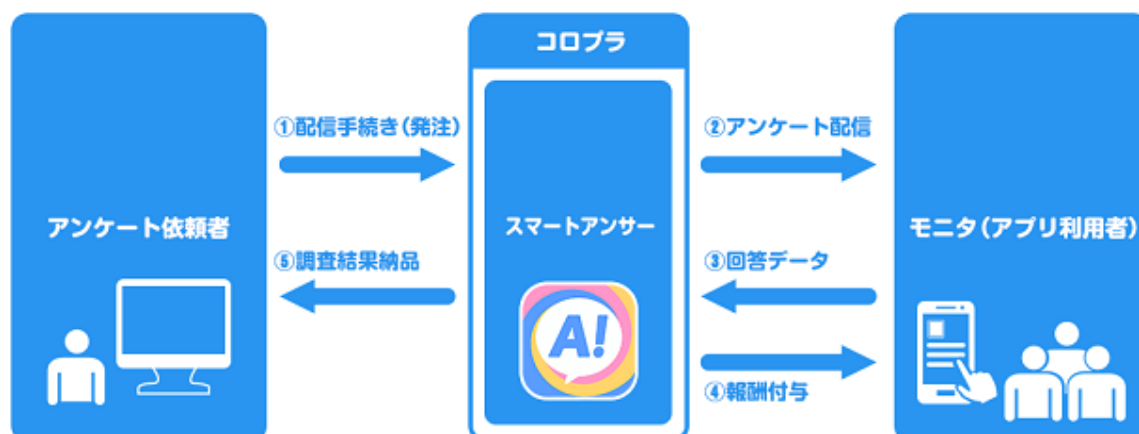 コロプラ
①配信手続き(発注)
②アンケート配信
アンケート依頼者
スマートアンサー
モニタ(アプリ利用者)
⑤調査結果納品
③回答データ
A!
④報酬付与